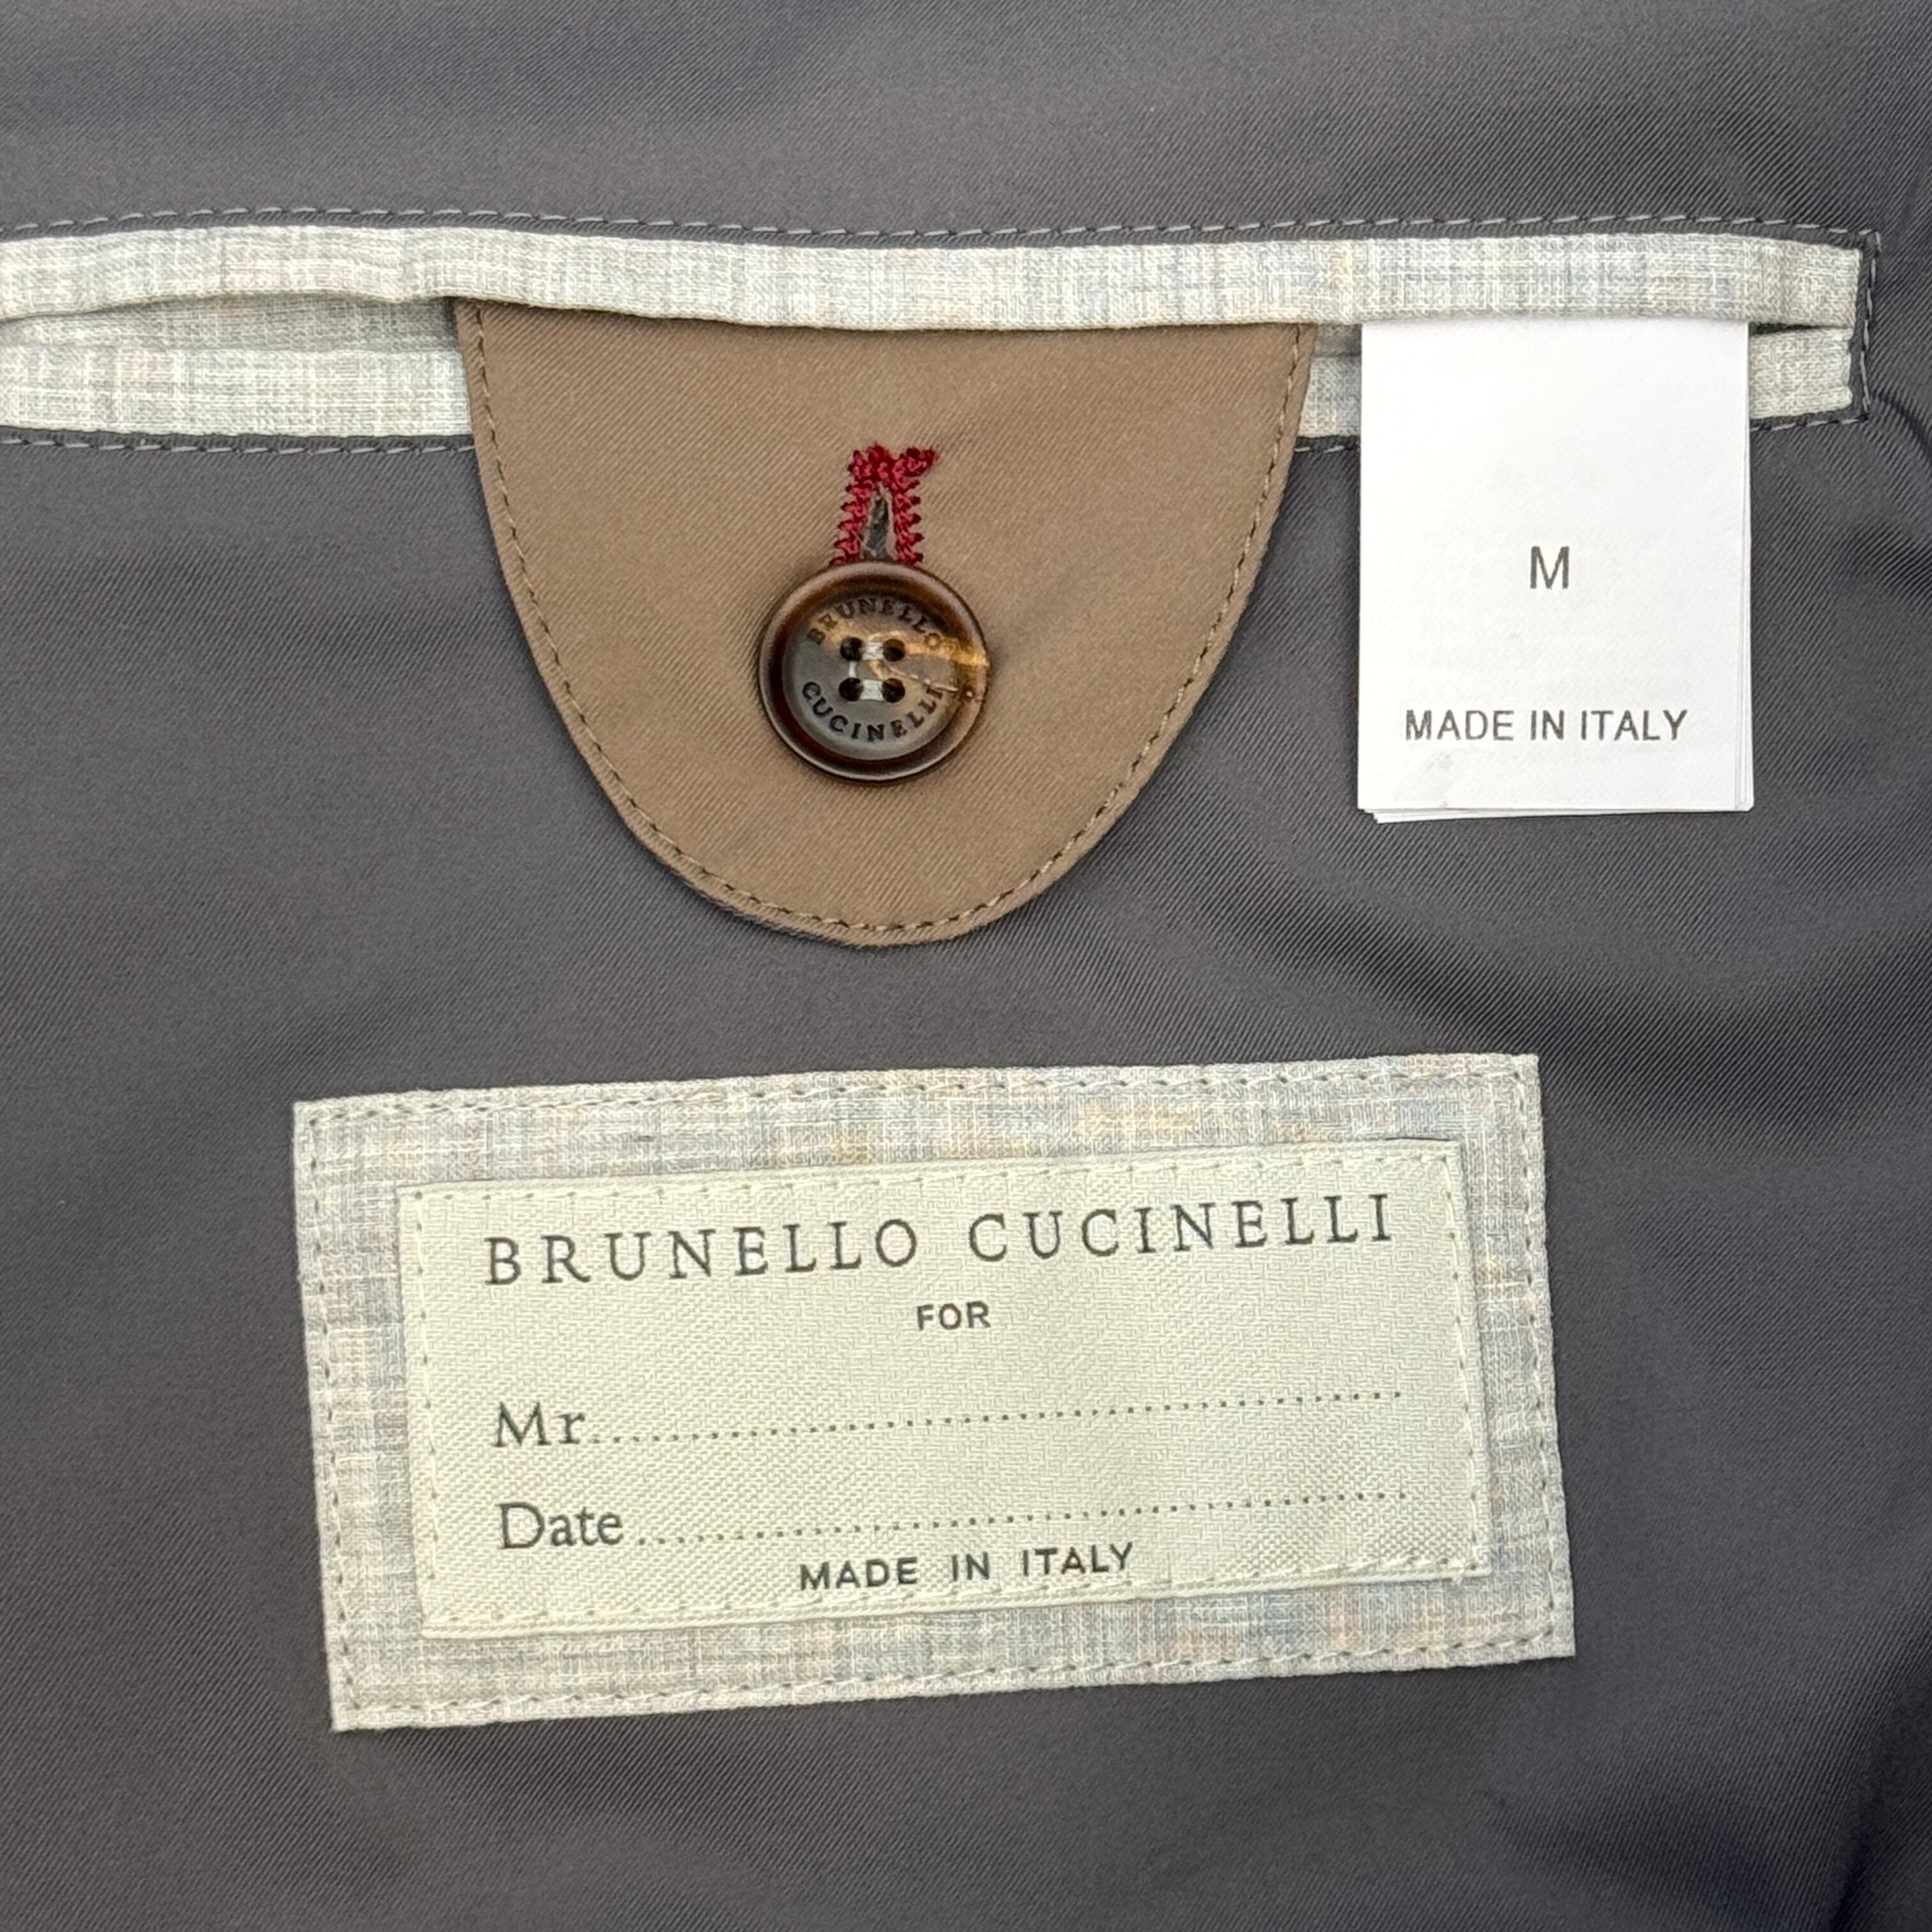 BRUNELLO
CUCINELLI
M
MADE IN ITALY
BRUNELLO CUCINELLI
FOR
Mr..............................
Date..............................
MADE IN ITALY